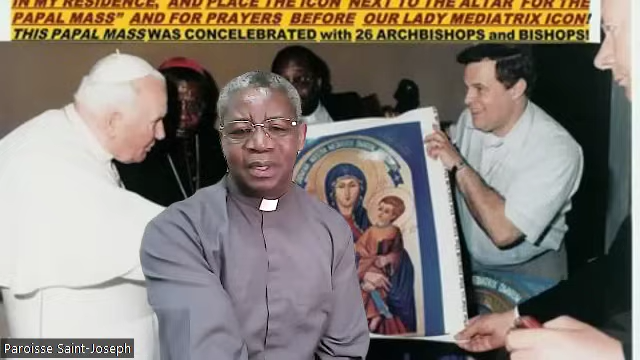 IN MY RESIDENCE, AND PLACE THE ICON NEXT TO THE ALTAR FOR THE
PAPAL MASS" AND FOR PRAYERS BEFORE OUR LADY MEDIATRIX ICON!
THIS PAPAL MASS WAS CONCELEBRATED with 26 ARCHBISHOPS and BISHOPS!
MEDIATRIX
Paroisse Saint-Joseph